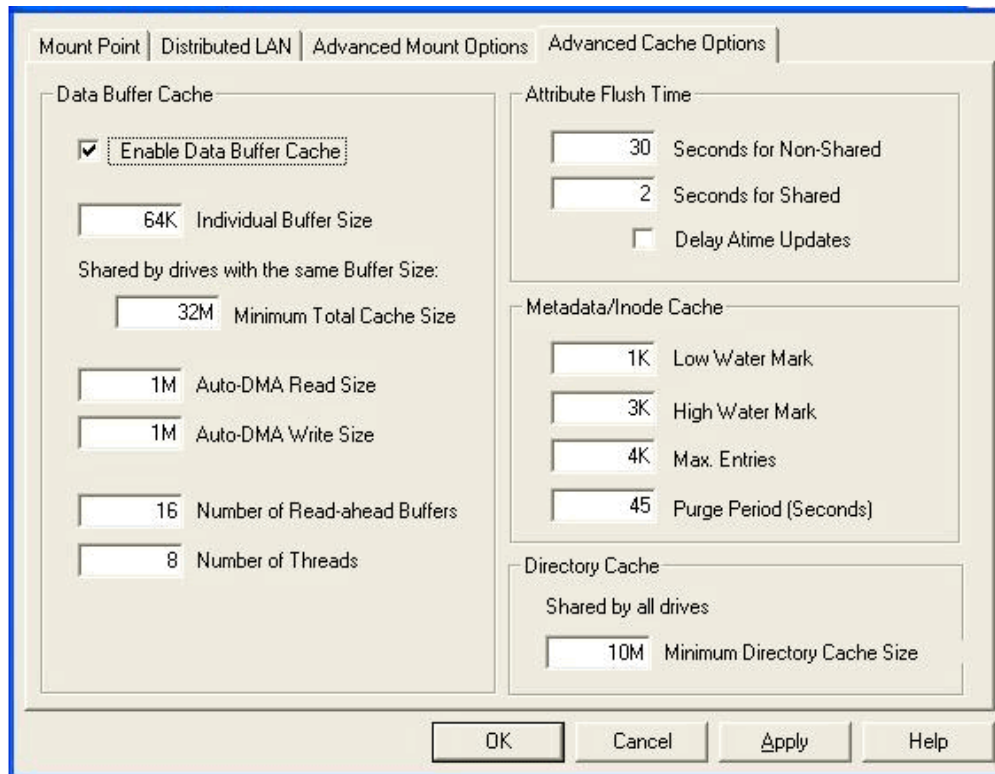 Mount Point
Distributed LAN
Advanced Mount Options
Advanced Cache Options
Data Buffer Cache
Enable Data Buffer Cache
64K Individual Buffer Size
Shared by drives with the same Buffer Size:
32M Minimum Total Cache Size
1M Auto-DMA Read Size
1M Auto-DMA Write Size
16 Number of Read-ahead Buffers
8 Number of Threads
Attribute Flush Time
30 Seconds for Non-Shared
2 Seconds for Shared
Delay Atime Updates
Metadata/Inode Cache
1K Low Water Mark
3K High Water Mark
4K Max. Entries
45 Purge Period (Seconds)
Directory Cache
Shared by all drives
10M Minimum Directory Cache Size
OK
Cancel
Apply
Help